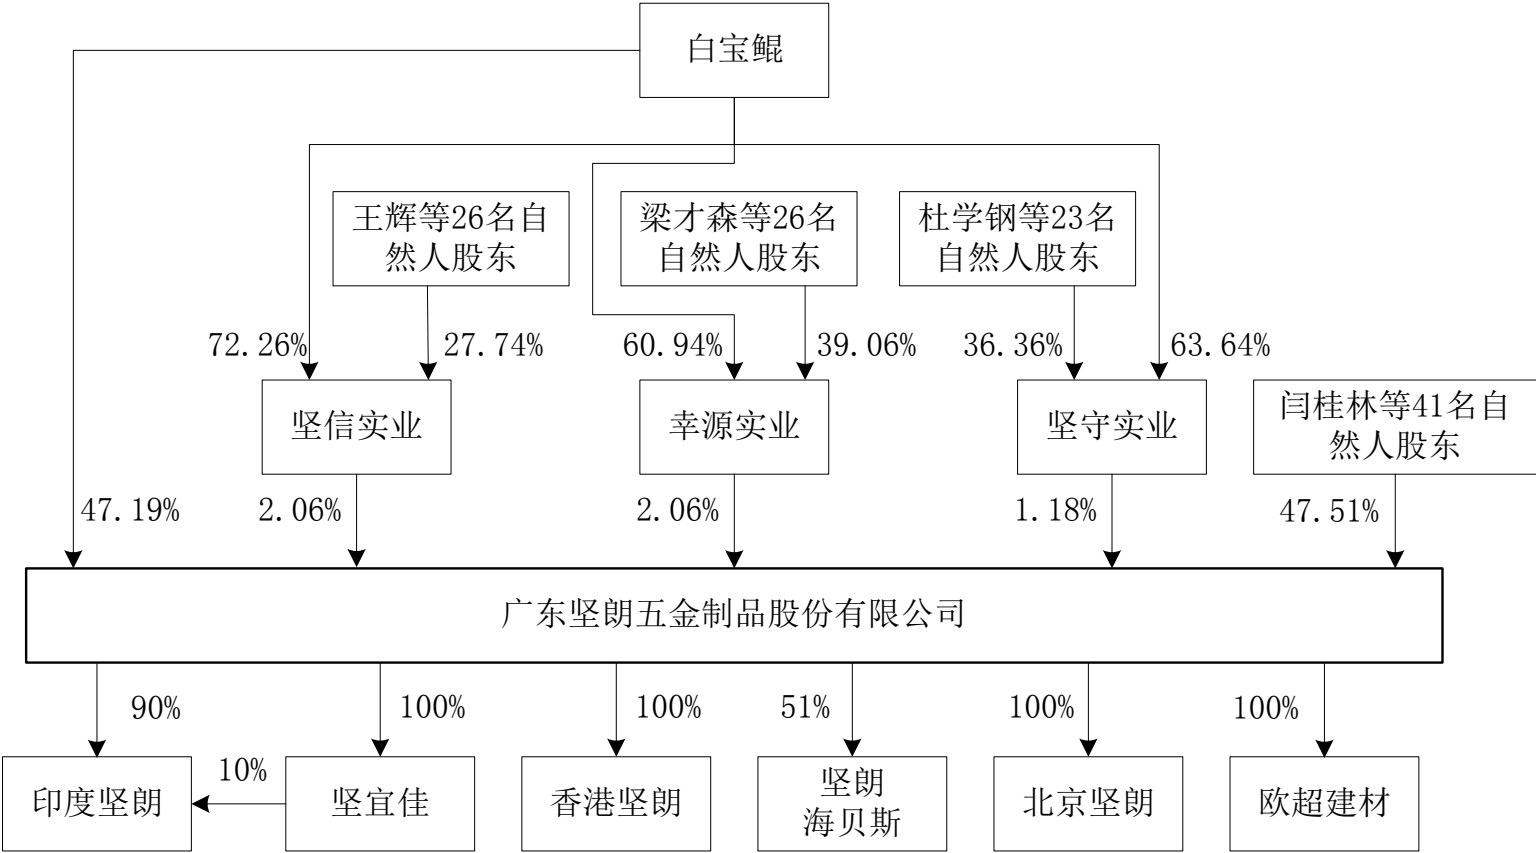 白宝鲲
王辉等26名自
然人股东
梁才森等26名
自然人股东
杜学钢等23名
自然人股东
72.26%
27.74%
60.94%
39.06%
36.36%
63.64%
坚信实业
幸源实业
坚守实业
闫桂林等41名自
然人股东
47.19%
2.06%
2.06%
1.18%
47.51%
广东坚朗五金制品股份有限公司
90%
100%
100%
51%
100%
100%
印度坚朗
10%
坚宜佳
香港坚朗
坚朗
海贝斯
北京坚朗
欧超建材